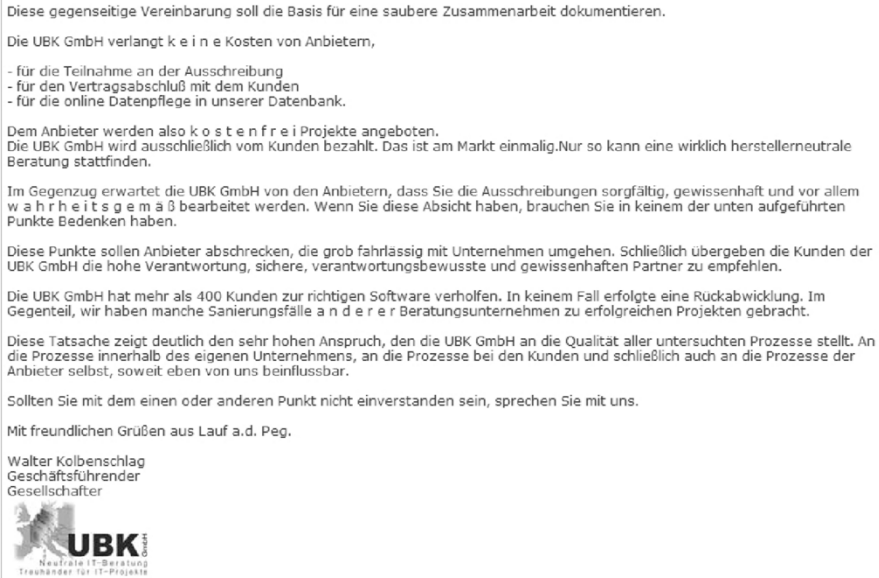 Diese gegenseitige Vereinbarung soll die Basis für eine saubere Zusammenarbeit dokumentieren.
Die UBK GmbH verlangt k e i n e Kosten von Anbietern,
- für die Teilnahme an der Ausschreibung
- für den Vertragsabschluß mit dem Kunden
- für die online Datenpflege in unserer Datenbank.
Dem Anbieter werden also k o s t e n f r e i Projekte angeboten.
Die UBK GmbH wird ausschließlich vom Kunden bezahlt. Das ist am Markt einmalig.Nur so kann eine wirklich herstellerneutrale
Beratung stattfinden.
Im Gegenzug erwartet die UBK GmbH von den Anbietern, dass Sie die Ausschreibungen sorgfältig, gewissenhaft und vor allem
w a h r h e i t s g e m ä ß bearbeitet werden. Wenn Sie diese Absicht haben, brauchen Sie in keinem der unten aufgeführten
Punkte Bedenken haben.
Diese Punkte sollen Anbieter abschrecken, die grob fahrlässig mit Unternehmen umgehen. Schließlich übergeben die Kunden der
UBK GmbH die hohe Verantwortung, sichere, verantwortungsbewusste und gewissenhaften Partner zu empfehlen.
Die UBK GmbH hat mehr als 400 Kunden zur richtigen Software verholfen. In keinem Fall erfolgte eine Rückabwicklung. Im
Gegenteil, wir haben manche Sanierungsfälle a n d e r e r Beratungsunternehmen zu erfolgreichen Projekten gebracht.
Diese Tatsache zeigt deutlich den sehr hohen Anspruch, den die UBK GmbH an die Qualität aller untersuchten Prozesse stellt. An
die Prozesse innerhalb des eigenen Unternehmens, an die Prozesse bei den Kunden und schließlich auch an die Prozesse der
Anbieter selbst, soweit eben von uns beinflussbar.
Sollten Sie mit dem einen oder anderen Punkt nicht einverstanden sein, sprechen Sie mit uns.
Mit freundlichen Grüßen aus Lauf a.d. Peg.
Walter Kolbenschlag
Geschäftsführender
Gesellschafter
UBK GmbH
Neutrale IT-Beratung
Treuhänder für IT-Projekte